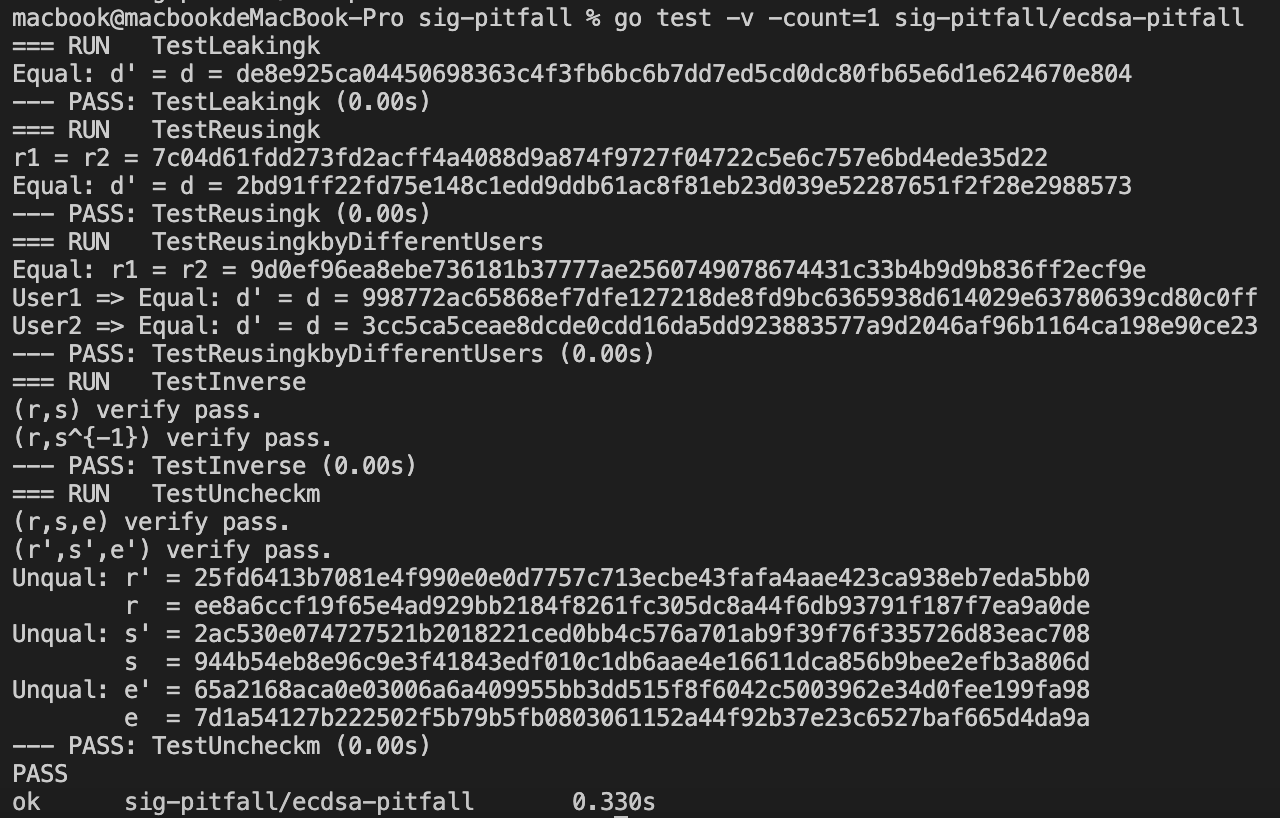 macbook@macbookdeMacBook-Pro sig-pitfall % go test -v -count=1 sig-pitfall/ecdsa-pitfall
=== RUN   TestLeakingk
Equal: d' = d = de8e925ca04450698363c4f3fb6bc6b7dd7ed5cd0dc80fb65e6d1e624670e804
--- PASS: TestLeakingk (0.00s)
=== RUN   TestReusingk
r1 = r2 = 7c04d61fdd273fd2acff4a4088d9a874f9727f04722c5e6c757e6bd4ede35d22
Equal: d' = d = 2bd91ff22fd75e148c1edd9ddb61ac8f81eb23d039e52287651f2f28e2988573
--- PASS: TestReusingk (0.00s)
=== RUN   TestReusingkbyDifferentUsers
Equal: r1 = r2 = 9d0ef96ea8ebe736181b37777ae2560749078674431c33b4b9d9b836ff2ecf9e
User1 => Equal: d' = d = 998772ac65868ef7dfe127218de8fd9bc6365938d614029e63780639cd80c0ff
User2 => Equal: d' = d = 3cc5ca5ceae8dcde0cdd16da5dd923883577a9d2046af96b1164ca198e90ce23
--- PASS: TestReusingkbyDifferentUsers (0.00s)
=== RUN   TestInverse
(r,s) verify pass.
(r,s^{-1}) verify pass.
--- PASS: TestInverse (0.00s)
=== RUN   TestUncheckm
(r,s,e) verify pass.
(r',s',e') verify pass.
Unqual: r' = 25fd6413b7081e4f990e0e0d7757c713ecbe43fafa4aae423ca938eb7eda5bb0
        r  = ee8a6ccf19f65e4ad929bb2184f8261fc305dc8a44f6db93791f187f7ea9a0de
Unqual: s' = 2ac530e074727521b2018221ced0bb4c576a701ab9f39f76f335726d83eac708
        s  = 944b54eb8e96c9e3f41843edf010c1db6aae4e16611dca856b9bee2efb3a806d
Unqual: e' = 65a2168aca0e03006a6a409955bb3dd515f8f6042c5003962e34d0fee199fa98
        e  = 7d1a54127b222502f5b79b5fb0803061152a44f92b37e23c6527baf665d4da9a
--- PASS: TestUncheckm (0.00s)
PASS
ok      sig-pitfall/ecdsa-pitfall       0.330s